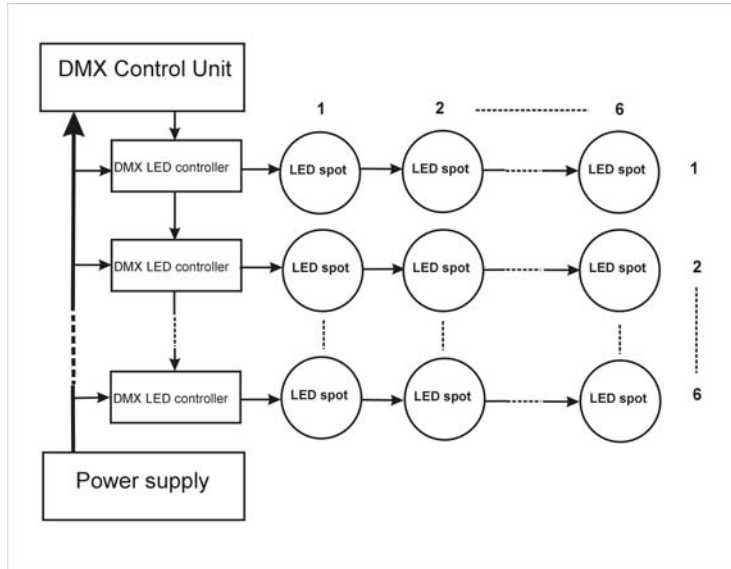 DMX Control Unit
1 2 6
DMX LED controller LED spot LED spot LED spot 1
DMX LED controller LED spot LED spot LED spot 2
DMX LED controller LED spot LED spot LED spot 6
Power supply